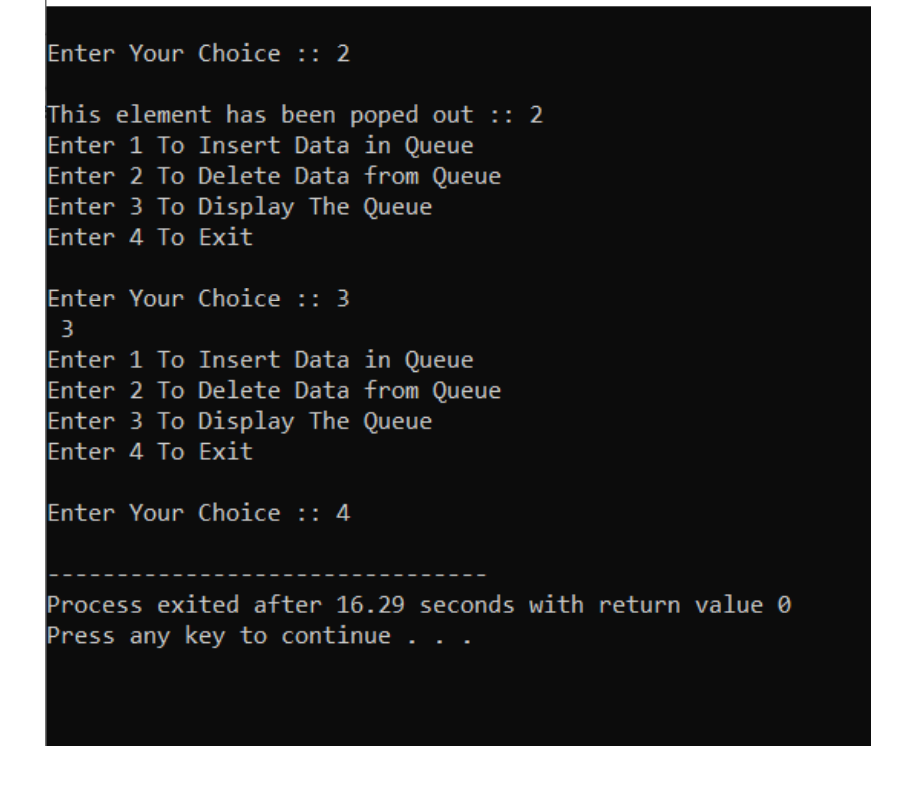 Enter Your Choice :: 2
This element has been poped out :: 2
Enter 1 To Insert Data in Queue
Enter 2 To Delete Data from Queue
Enter 3 To Display The Queue
Enter 4 To Exit
Enter Your Choice :: 3
3
Enter 1 To Insert Data in Queue
Enter 2 To Delete Data from Queue
Enter 3 To Display The Queue
Enter 4 To Exit
Enter Your Choice :: 4
--------------------------------
Process exited after 16.29 seconds with return value 0
Press any key to continue . . .